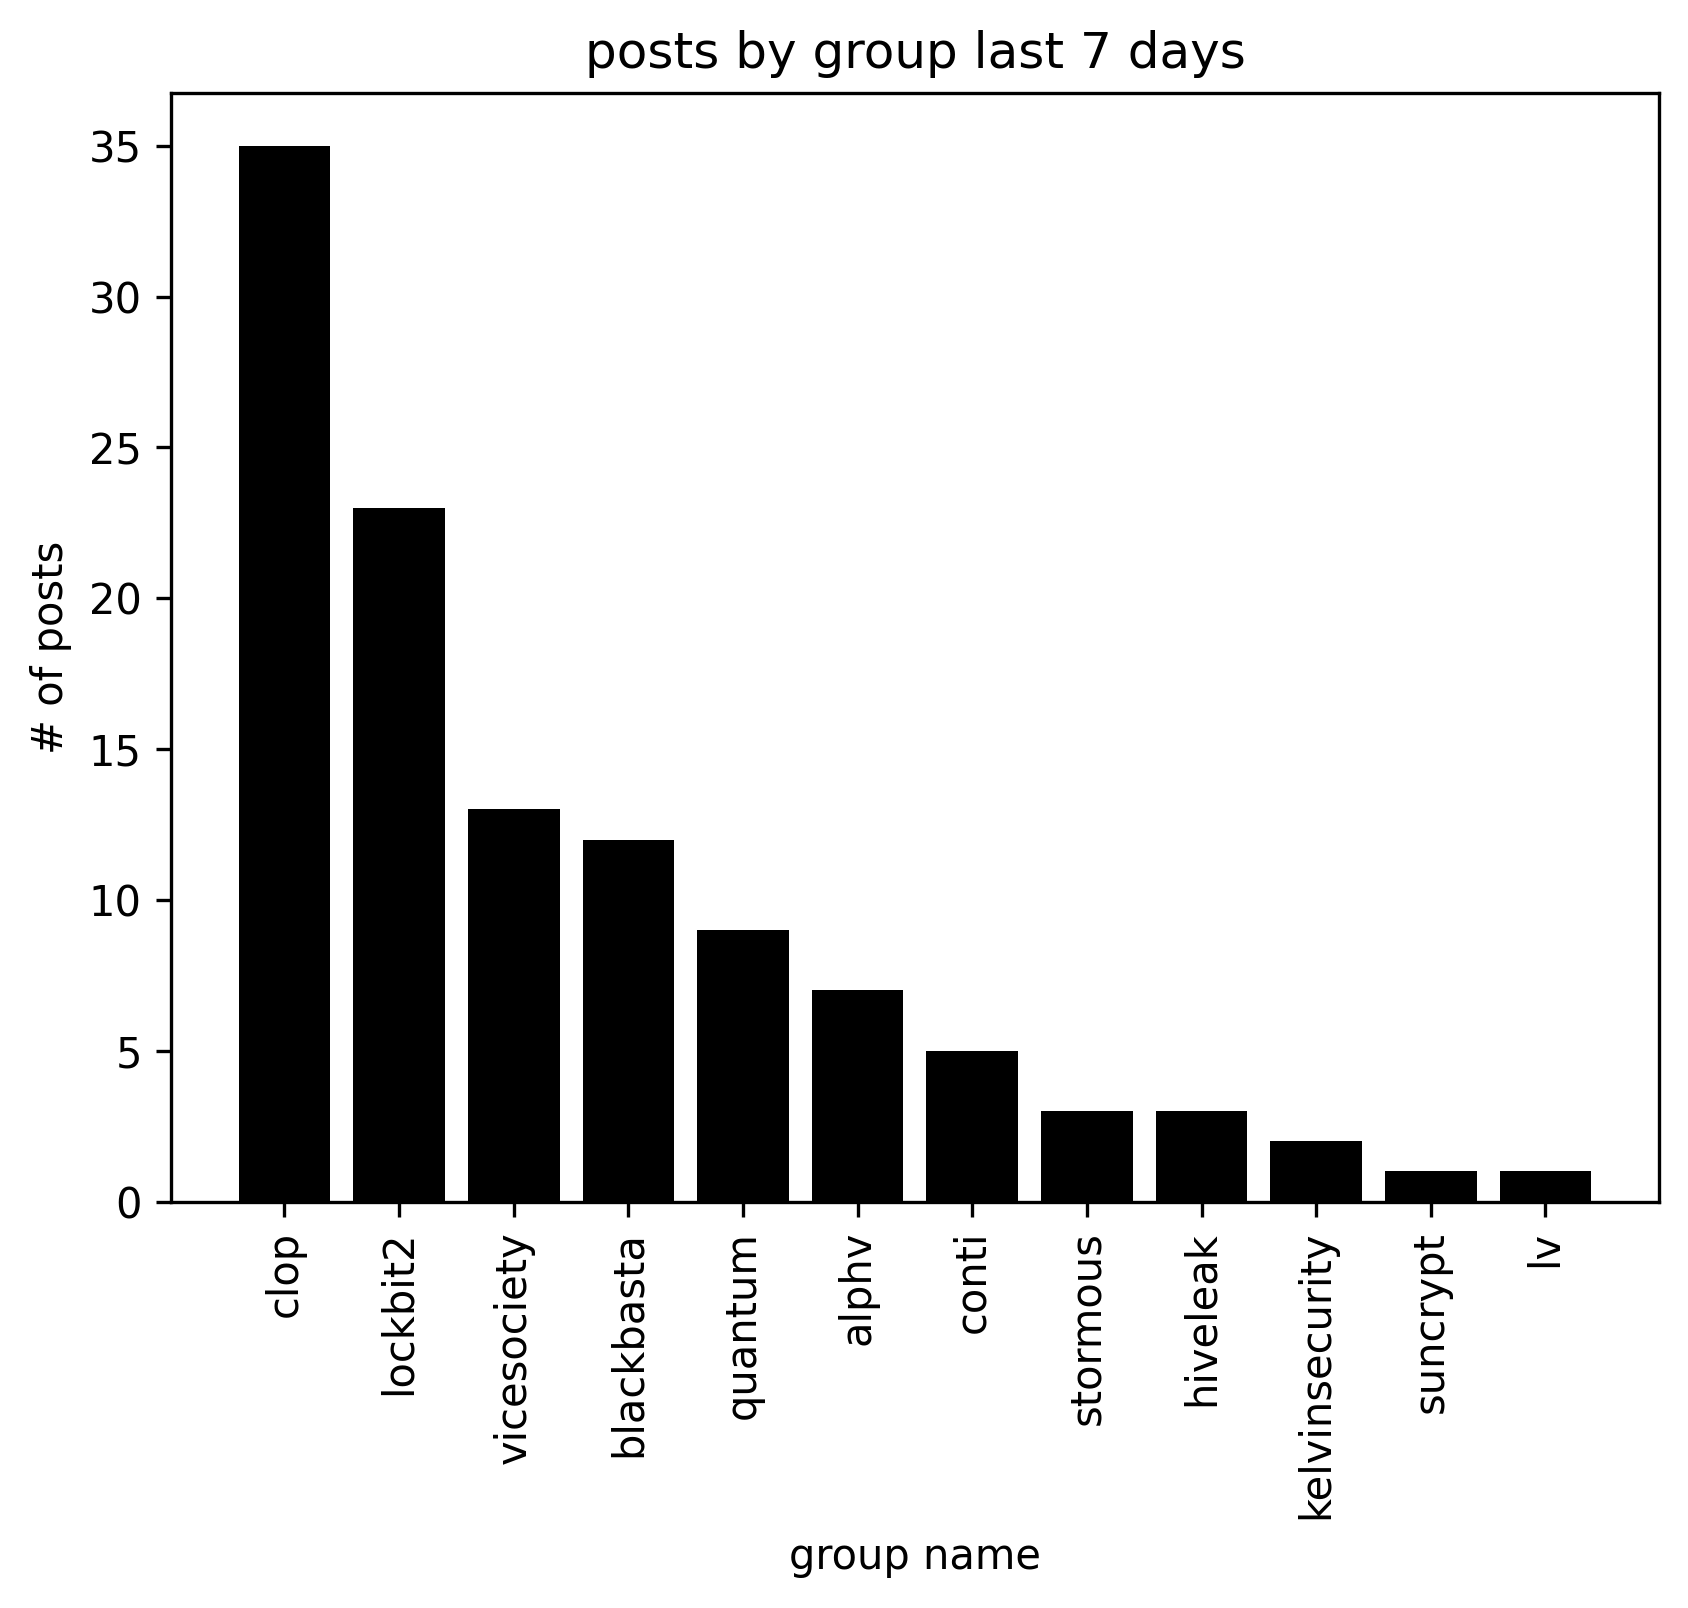 posts by group last 7 days
# of posts
35
30
25
20
15
10
5
0
clop
lockbit2
vicesociety
blackbasta
quantum
alphv
conti
stormous
hiveleak
kelvinsecurity
suncrypt
lv
group name